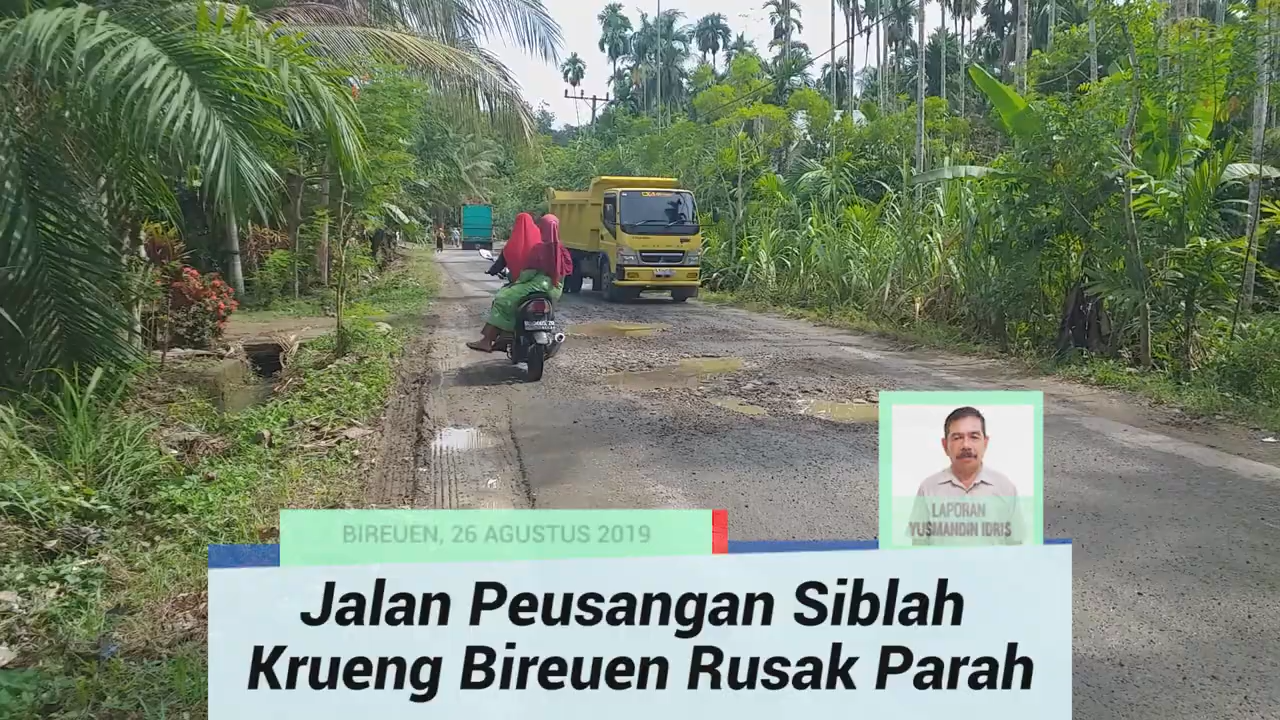 BIREUEN, 26 AGUSTUS 2019
LAPORAN
YUSMANDIN IDRIS
Jalan Peusangan Siblah
Krueng Bireuen Rusak Parah